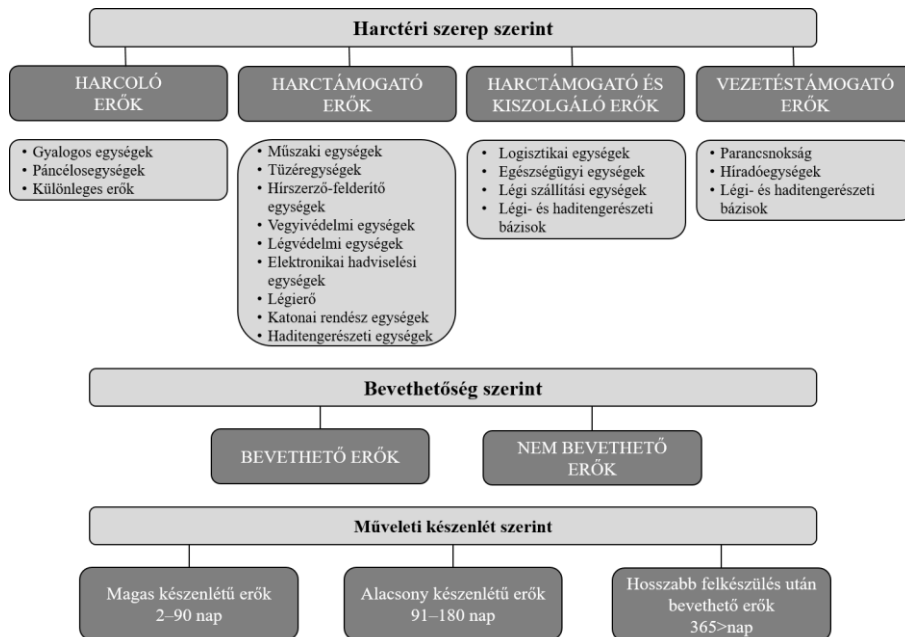 Harctéri szerep szerint
HARCOLÓ
ERŐK
HARCTÁMOGATÓ
ERŐK
HARCTÁMOGATÓ ÉS
KISZOLGÁLÓ ERŐK
VEZETÉSTÁMOGATÓ
ERŐK
• Gyalogos egységek
• Páncélosegységek
• Különleges erők
• Műszaki egységek
• Tüzéregységek
• Hírszerző-felderítő
egységek
• Vegyivédelmi egységek
• Légvédelmi egységek
• Elektronikai hadviselési
egységek
• Légierő
• Katonai rendész egységek
• Haditengerészeti egységek
• Logisztikai egységek
• Egészségügyi egységek
• Légi szállítási egységek
• Légi- és haditengerészeti
bázisok
• Parancsnokság
• Híradóegységek
• Légi- és haditengerészeti
bázisok
Bevethetőség szerint
BEVETHETŐ ERŐK
NEM BEVETHETŐ
ERŐK
Műveleti készenlét szerint
Magas készenlétű erők
2–90 nap
Alacsony készenlétű erők
91–180 nap
Hosszabb felkészülés után
bevethető erők
365>nap